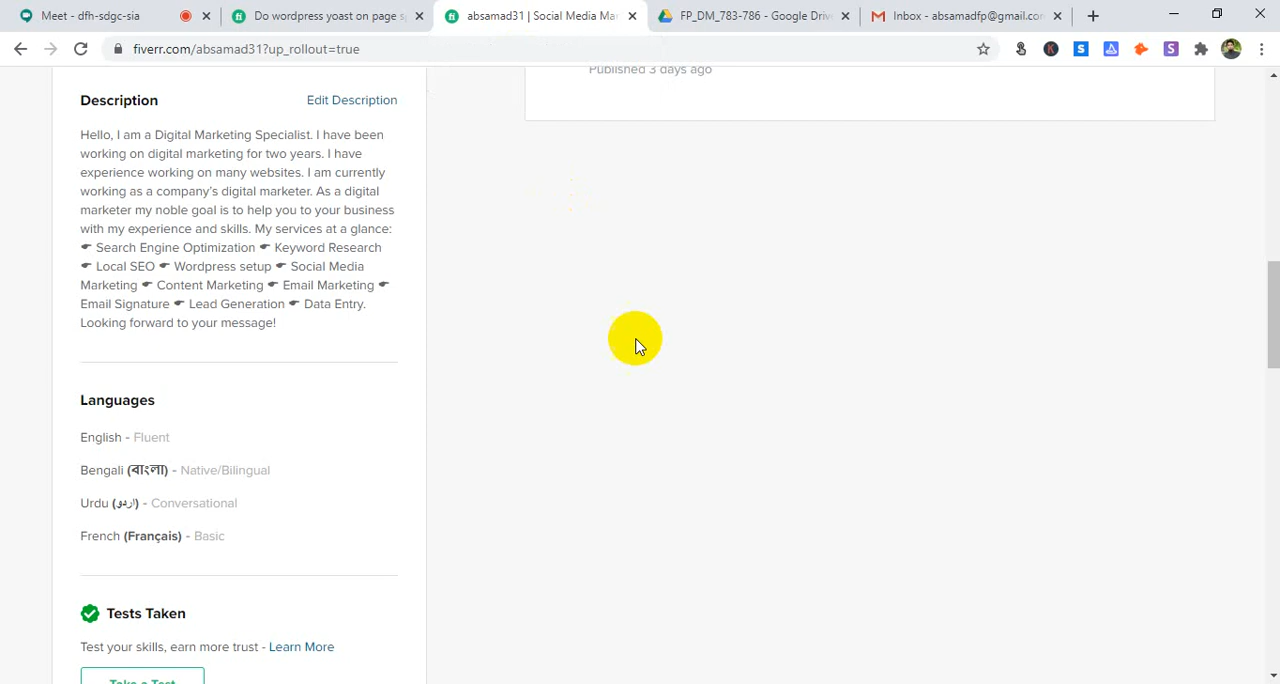 Meet - dfh-sdgc-sia
Do wordpress yoast on page s
absamad31 | Social Media Mar
FP_DM_783-786 - Google Drive
Inbox - absamadfp@gmail.com
fiverr.com/absamad31?up_rollout=true
Published 3 days ago
Description
Edit Description
Hello, I am a Digital Marketing Specialist. I have been
working on digital marketing for two years. I have
experience working on many websites. I am currently
working as a company's digital marketer. As a digital
marketer my noble goal is to help you to your business
with my experience and skills. My services at a glance:
☛ Search Engine Optimization ☛ Keyword Research
☛ Local SEO ☛ Wordpress setup ☛ Social Media
Marketing ☛ Content Marketing ☛ Email Marketing ☛
Email Signature ☛ Lead Generation ☛ Data Entry.
Looking forward to your message!
Languages
English - Fluent
Bengali (বাংলা) - Native/Bilingual
Urdu (اردو) - Conversational
French (Français) - Basic
Tests Taken
Test your skills, earn more trust - Learn More
Take a Test